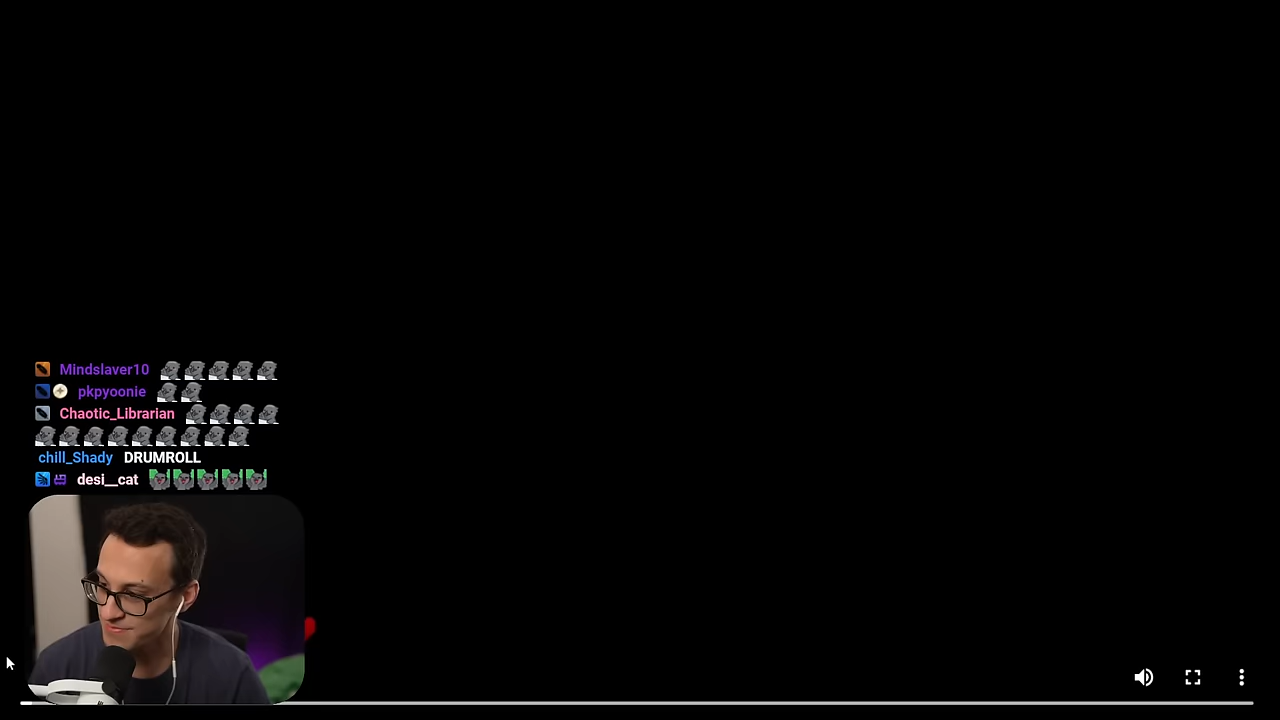 Mindslaver10
pkpyoonie
Chaotic_Librarian
chill_Shady DRUMROLL
desi__cat